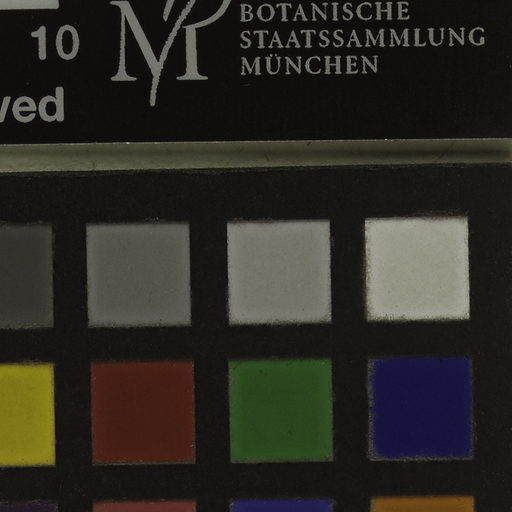 10
BOTANISCHE
STAATSSAMMLUNG
MÜNCHEN
M
ved